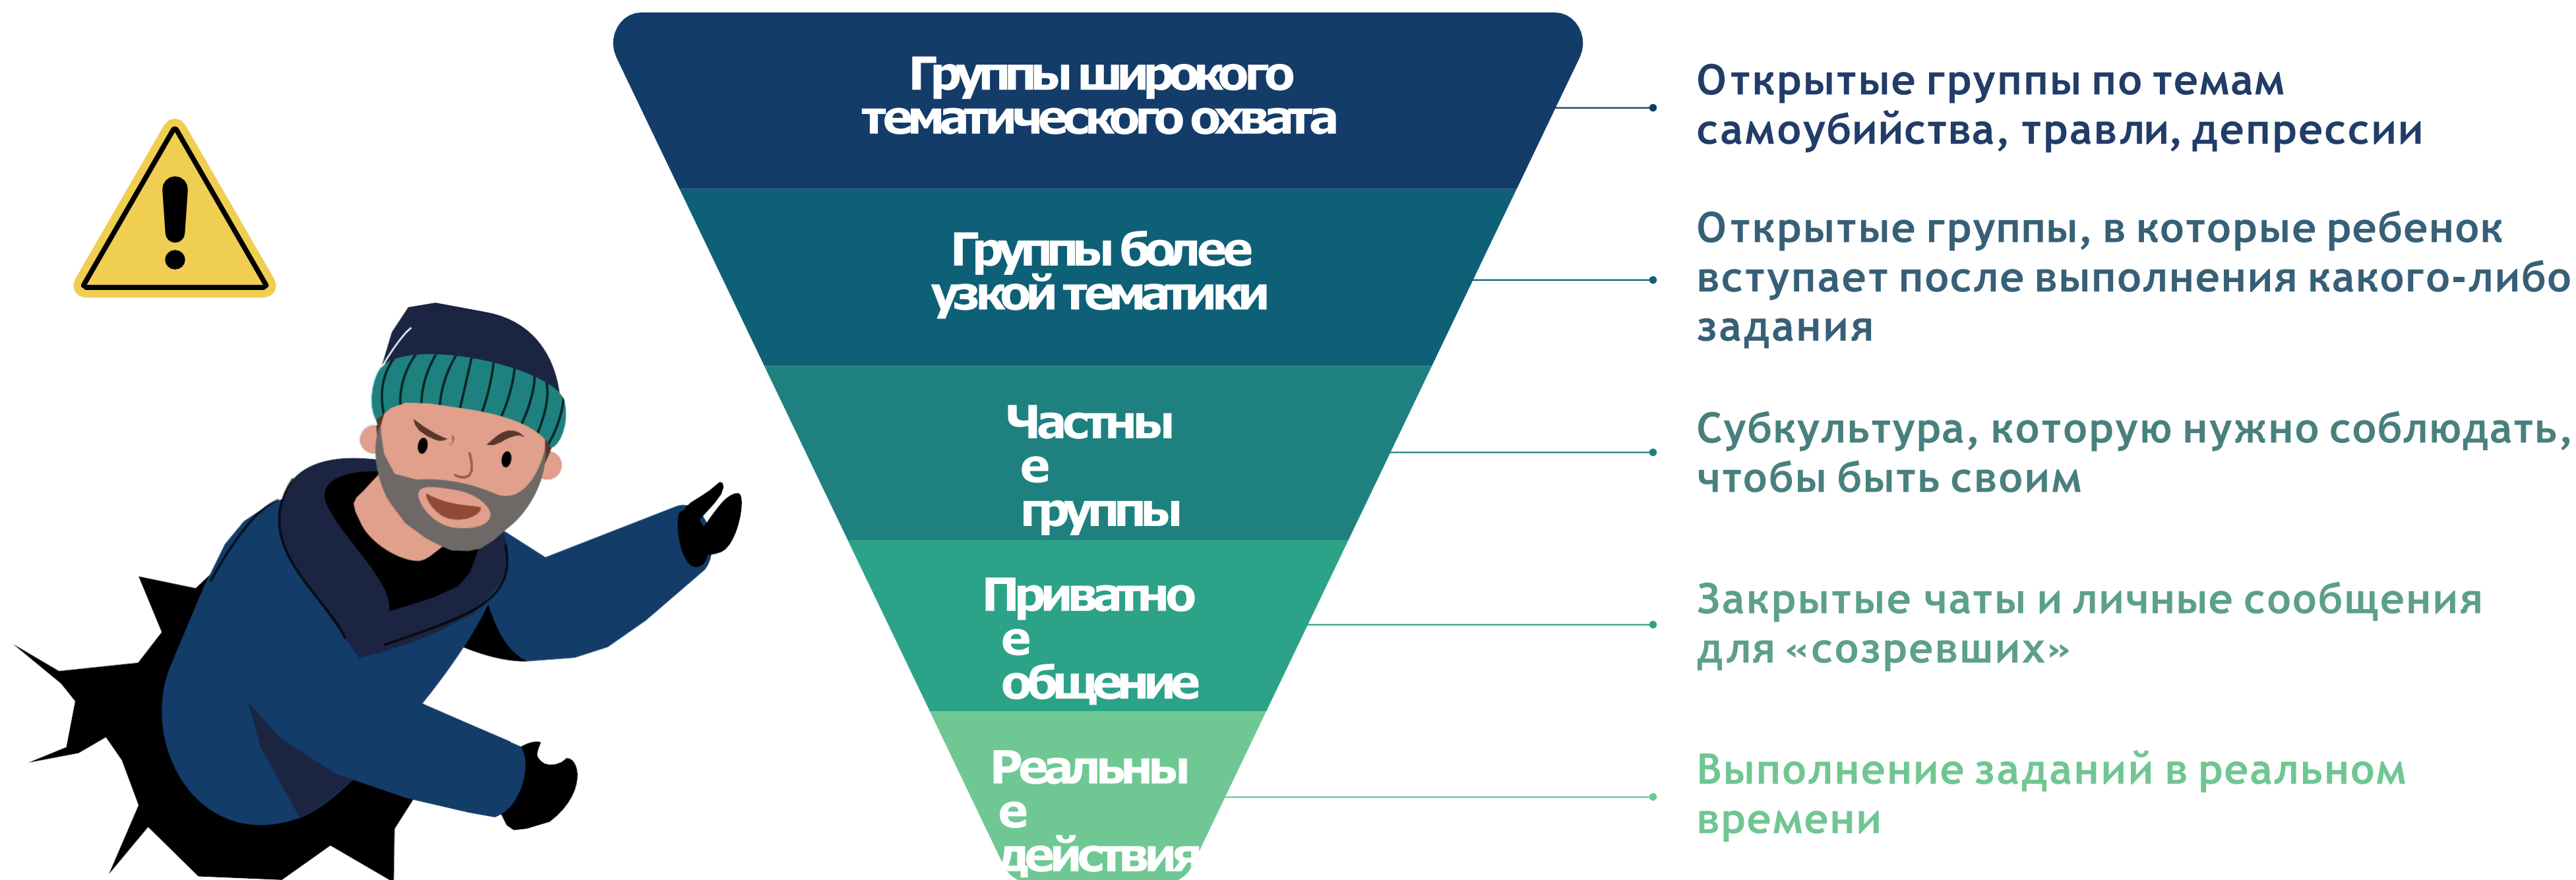 Группы широкого
тематического охвата
Открытые группы по темам
самоубийства, травли, депрессии
Группы более
узкой тематики
Открытые группы, в которые ребенок
вступает после выполнения какого-либо
задания
Частны
е
группы
Субкультура, которую нужно соблюдать,
чтобы быть своим
Приватно
е
общение
Закрытые чаты и личные сообщения
для «созревших»
Реальны
е
действия
Выполнение заданий в реальном
времени